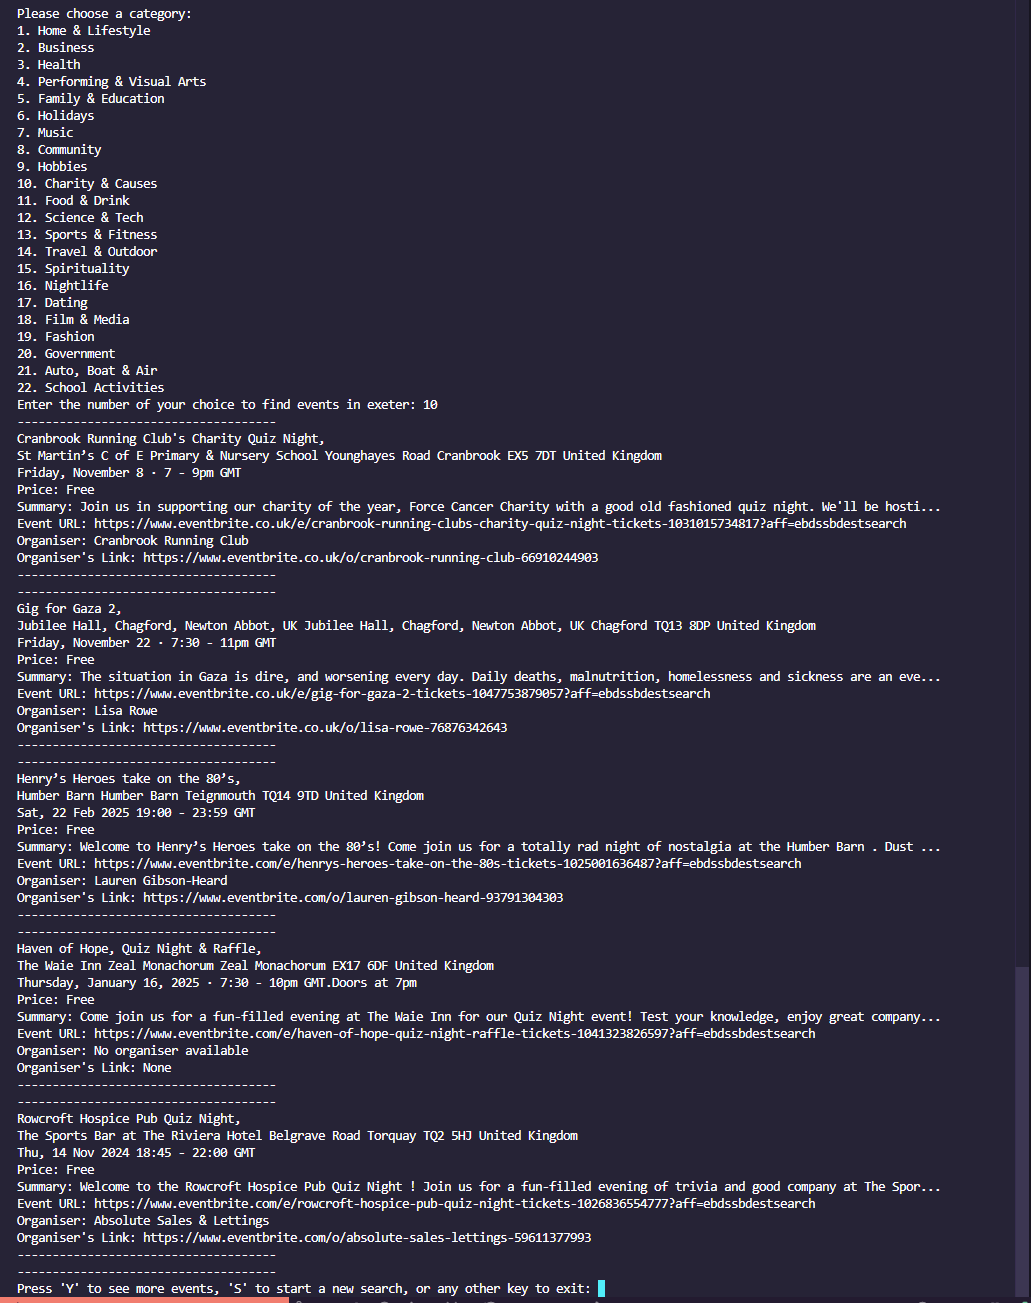 Please choose a category:
1. Home & Lifestyle
2. Business
3. Health
4. Performing & Visual Arts
5. Family & Education
6. Holidays
7. Music
8. Community
9. Hobbies
10. Charity & Causes
11. Food & Drink
12. Science & Tech
13. Sports & Fitness
14. Travel & Outdoor
15. Spirituality
16. Nightlife
17. Dating
18. Film & Media
19. Fashion
20. Government
21. Auto, Boat & Air
22. School Activities
Enter the number of your choice to find events in exeter: 10
-------------------------------------
Cranbrook Running Club's Charity Quiz Night,
St Martin’s C of E Primary & Nursery School Younghayes Road Cranbrook EX5 7DT United Kingdom
Friday, November 8 · 7 - 9pm GMT
Price: Free
Summary: Join us in supporting our charity of the year, Force Cancer Charity with a good old fashioned quiz night. We'll be hosti...
Event URL: https://www.eventbrite.co.uk/e/cranbrook-running-clubs-charity-quiz-night-tickets-1031015734817?aff=ebdssbdestsearch
Organiser: Cranbrook Running Club
Organiser's Link: https://www.eventbrite.co.uk/o/cranbrook-running-club-66910244903
-------------------------------------
-------------------------------------
Gig for Gaza 2,
Jubilee Hall, Chagford, Newton Abbot, UK Jubilee Hall, Chagford, Newton Abbot, UK Chagford TQ13 8DP United Kingdom
Friday, November 22 · 7:30 - 11pm GMT
Price: Free
Summary: The situation in Gaza is dire, and worsening every day. Daily deaths, malnutrition, homelessness and sickness are an eve...
Event URL: https://www.eventbrite.co.uk/e/gig-for-gaza-2-tickets-1047753879057?aff=ebdssbdestsearch
Organiser: Lisa Rowe
Organiser's Link: https://www.eventbrite.co.uk/o/lisa-rowe-76876342643
-------------------------------------
-------------------------------------
Henry’s Heroes take on the 80’s,
Humber Barn Humber Barn Teignmouth TQ14 9TD United Kingdom
Sat, 22 Feb 2025 19:00 - 23:59 GMT
Price: Free
Summary: Welcome to Henry’s Heroes take on the 80’s! Come join us for a totally rad night of nostalgia at the Humber Barn . Dust ...
Event URL: https://www.eventbrite.com/e/henrys-heroes-take-on-the-80s-tickets-1025001636487?aff=ebdssbdestsearch
Organiser: Lauren Gibson-Heard
Organiser's Link: https://www.eventbrite.com/o/lauren-gibson-heard-93791304303
-------------------------------------
-------------------------------------
Haven of Hope, Quiz Night & Raffle,
The Waie Inn Zeal Monachorum Zeal Monachorum EX17 6DF United Kingdom
Thursday, January 16, 2025 · 7:30 - 10pm GMT.Doors at 7pm
Price: Free
Summary: Come join us for a fun-filled evening at The Waie Inn for our Quiz Night event! Test your knowledge, enjoy great company...
Event URL: https://www.eventbrite.com/e/haven-of-hope-quiz-night-raffle-tickets-1041323826597?aff=ebdssbdestsearch
Organiser: No organiser available
Organiser's Link: None
-------------------------------------
-------------------------------------
Rowcroft Hospice Pub Quiz Night,
The Sports Bar at The Riviera Hotel Belgrave Road Torquay TQ2 5HJ United Kingdom
Thu, 14 Nov 2024 18:45 - 22:00 GMT
Price: Free
Summary: Welcome to the Rowcroft Hospice Pub Quiz Night ! Join us for a fun-filled evening of trivia and good company at The Spor...
Event URL: https://www.eventbrite.com/e/rowcroft-hospice-pub-quiz-night-tickets-1026836554777?aff=ebdssbdestsearch
Organiser: Absolute Sales & Lettings
Organiser's Link: https://www.eventbrite.com/o/absolute-sales-lettings-59611377993
-------------------------------------
-------------------------------------
Press 'Y' to see more events, 'S' to start a new search, or any other key to exit: